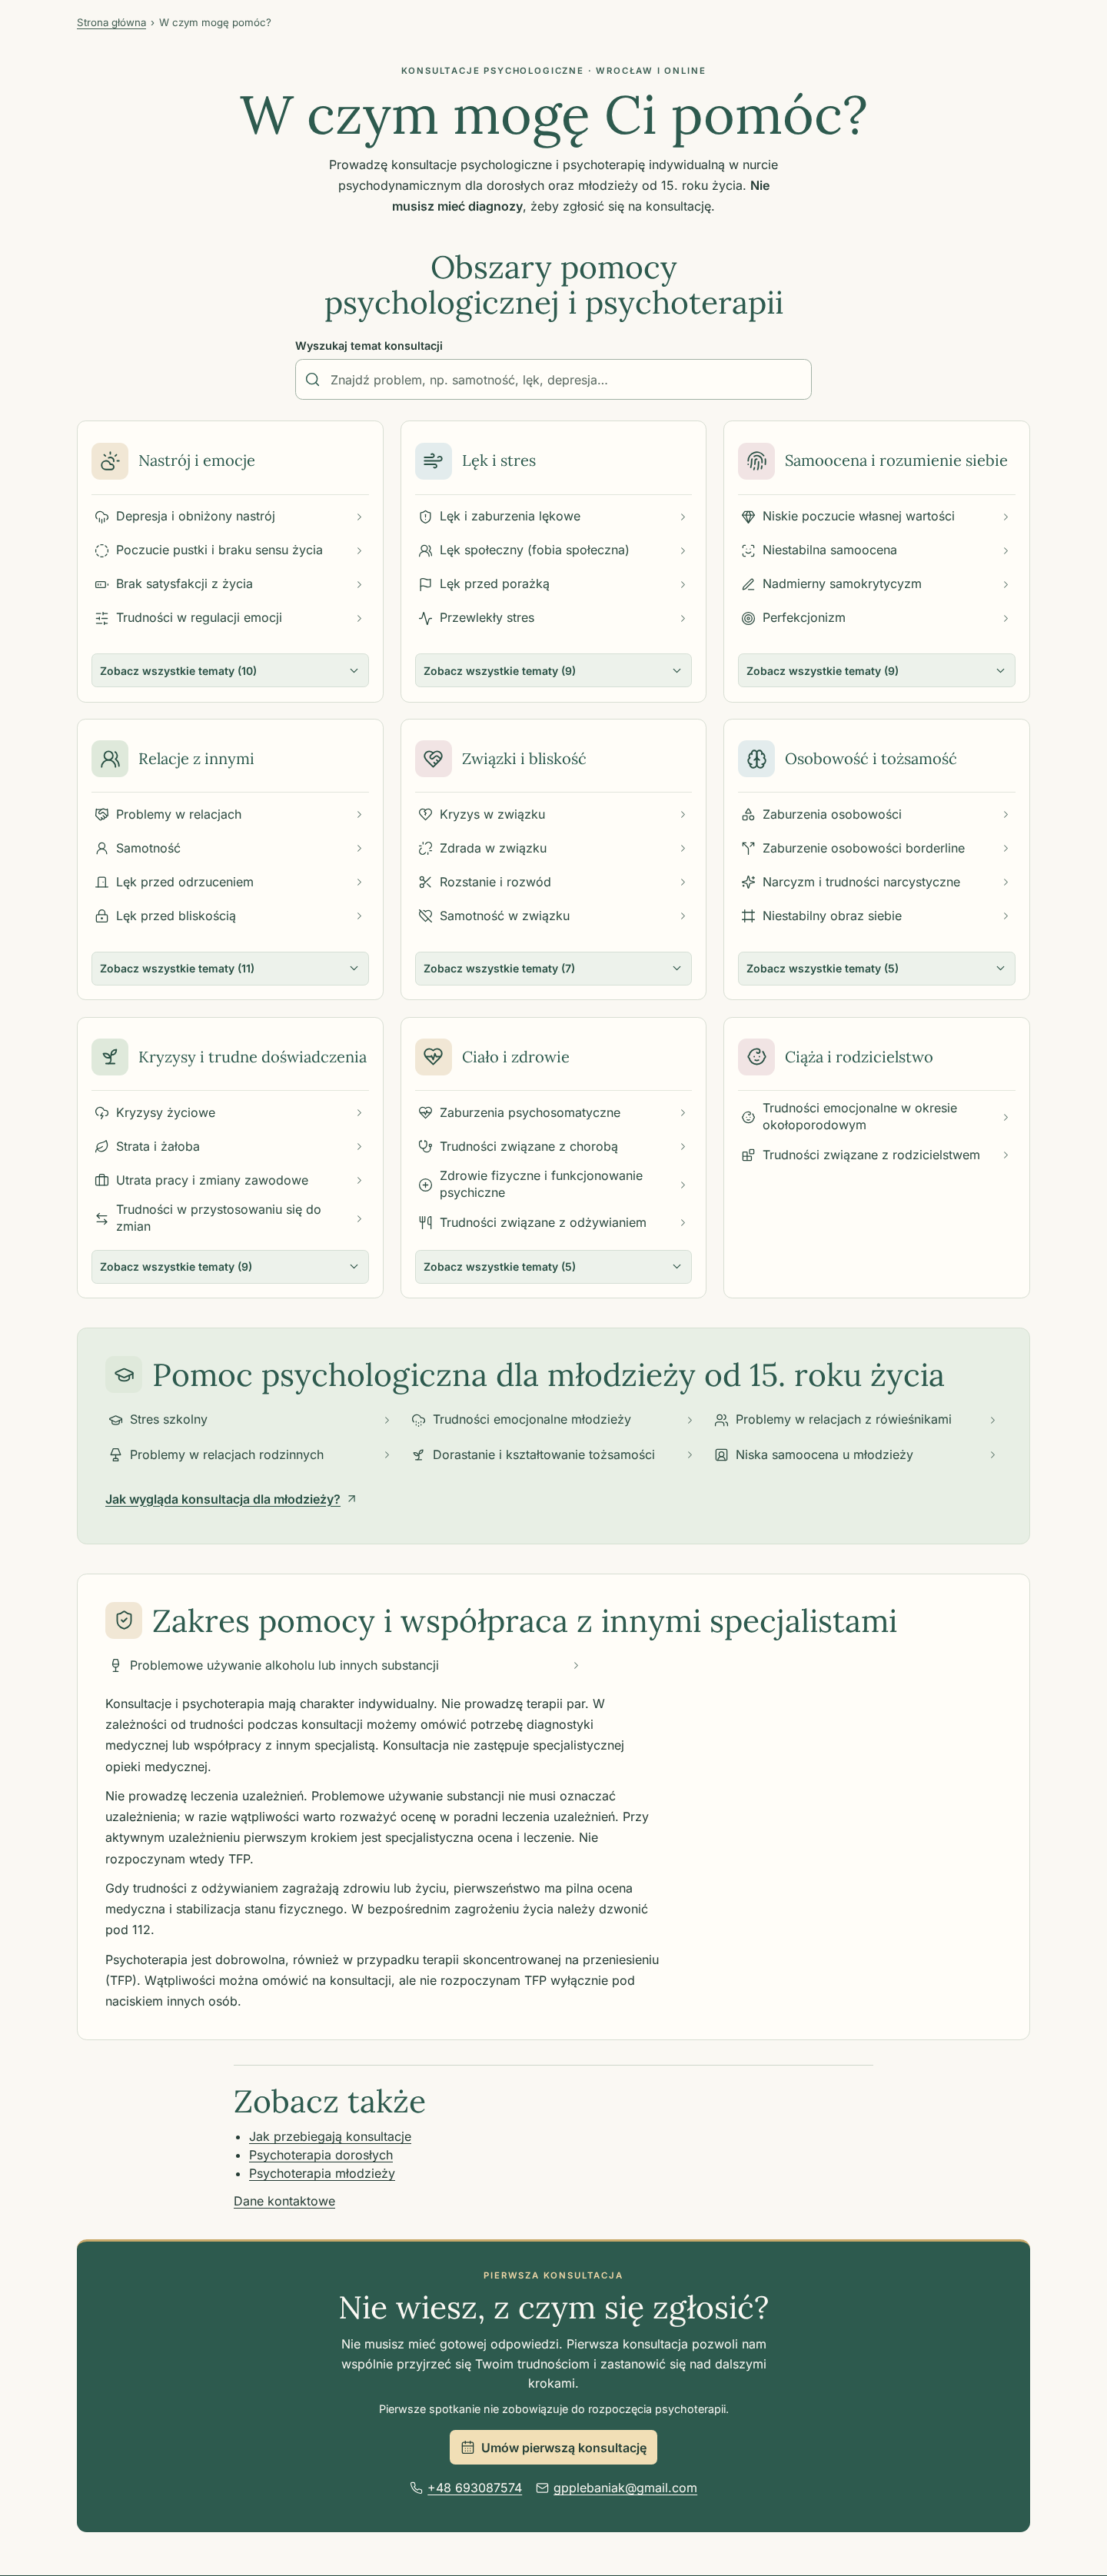 Strona główna › W czym mogę pomóc?
KONSULTACJE PSYCHOLOGICZNE · WROCŁAW I ONLINE
W czym mogę Ci pomóc?
Prowadzę konsultacje psychologiczne i psychoterapię indywidualną w nurcie
psychodynamicznym dla dorosłych oraz młodzieży od 15. roku życia. Nie
musisz mieć diagnozy, żeby zgłosić się na konsultację.
Obszary pomocy
psychologicznej i psychoterapii
Wyszukaj temat konsultacji
Znajdź problem, np. samotność, lęk, depresja...
Nastrój i emocje
Depresja i obniżony nastrój
Poczucie pustki i braku sensu życia
Brak satysfakcji z życia
Trudności w regulacji emocji
Zobacz wszystkie tematy (10)
Lęk i stres
Lęk i zaburzenia lękowe
Lęk społeczny (fobia społeczna)
Lęk przed porażką
Przewlekły stres
Zobacz wszystkie tematy (9)
Samoocena i rozumienie siebie
Niskie poczucie własnej wartości
Niestabilna samoocena
Nadmierny samokrytycyzm
Perfekcjonizm
Zobacz wszystkie tematy (9)
Relacje z innymi
Problemy w relacjach
Samotność
Lęk przed odrzuceniem
Lęk przed bliskością
Zobacz wszystkie tematy (11)
Związki i bliskość
Kryzys w związku
Zdrada w związku
Rozstanie i rozwód
Samotność w związku
Zobacz wszystkie tematy (7)
Osobowość i tożsamość
Zaburzenia osobowości
Zaburzenie osobowości borderline
Narcyzm i trudności narcystyczne
Niestabilny obraz siebie
Zobacz wszystkie tematy (5)
Kryzysy i trudne doświadczenia
Kryzysy życiowe
Strata i żałoba
Utrata pracy i zmiany zawodowe
Trudności w przystosowaniu się do
zmian
Zobacz wszystkie tematy (9)
Ciało i zdrowie
Zaburzenia psychosomatyczne
Trudności związane z chorobą
Zdrowie fizyczne i funkcjonowanie
psychiczne
Trudności związane z odżywianiem
Zobacz wszystkie tematy (5)
Ciąża i rodzicielstwo
Trudności emocjonalne w okresie
okołoporodowym
Trudności związane z rodzicielstwem
Pomoc psychologiczna dla młodzieży od 15. roku życia
Stres szkolny
Trudności emocjonalne młodzieży
Problemy w relacjach z rówieśnikami
Problemy w relacjach rodzinnych
Dorastanie i kształtowanie tożsamości
Niska samoocena u młodzieży
Jak wygląda konsultacja dla młodzieży?
Zakres pomocy i współpraca z innymi specjalistami
Problemowe używanie alkoholu lub innych substancji
Konsultacje i psychoterapia mają charakter indywidualny. Nie prowadzę terapii par. W
zależności od trudności podczas konsultacji możemy omówić potrzebę diagnostyki
medycznej lub współpracy z innym specjalistą. Konsultacja nie zastępuje specjalistycznej
opieki medycznej.
Nie prowadzę leczenia uzależnień. Problemowe używanie substancji nie musi oznaczać
uzależnienia; w razie wątpliwości warto rozważyć ocenę w poradni leczenia uzależnień. Przy
aktywnym uzależnieniu pierwszym krokiem jest specjalistyczna ocena i leczenie. Nie
rozpoczynam wtedy TFP.
Gdy trudności z odżywianiem zagrażają zdrowiu lub życiu, pierwszeństwo ma pilna ocena
medyczna i stabilizacja stanu fizycznego. W bezpośrednim zagrożeniu życia należy dzwonić
pod 112.
Psychoterapia jest dobrowolna, również w przypadku terapii skoncentrowanej na przeniesieniu
(TFP). Wątpliwości można omówić na konsultacji, ale nie rozpoczynam TFP wyłącznie pod
naciskiem innych osób.
Zobacz także
Jak przebiegają konsultacje
Psychoterapia dorosłych
Psychoterapia młodzieży
Dane kontaktowe
PIERWSZA KONSULTACJA
Nie wiesz, z czym się zgłosić?
Nie musisz mieć gotowej odpowiedzi. Pierwsza konsultacja pozwoli nam
wspólnie przyjrzeć się Twoim trudnościom i zastanowić się nad dalszymi
krokami.
Pierwsze spotkanie nie zobowiązuje do rozpoczęcia psychoterapii.
Umów pierwszą konsultację
+48 693087574 gpplebaniak@gmail.com